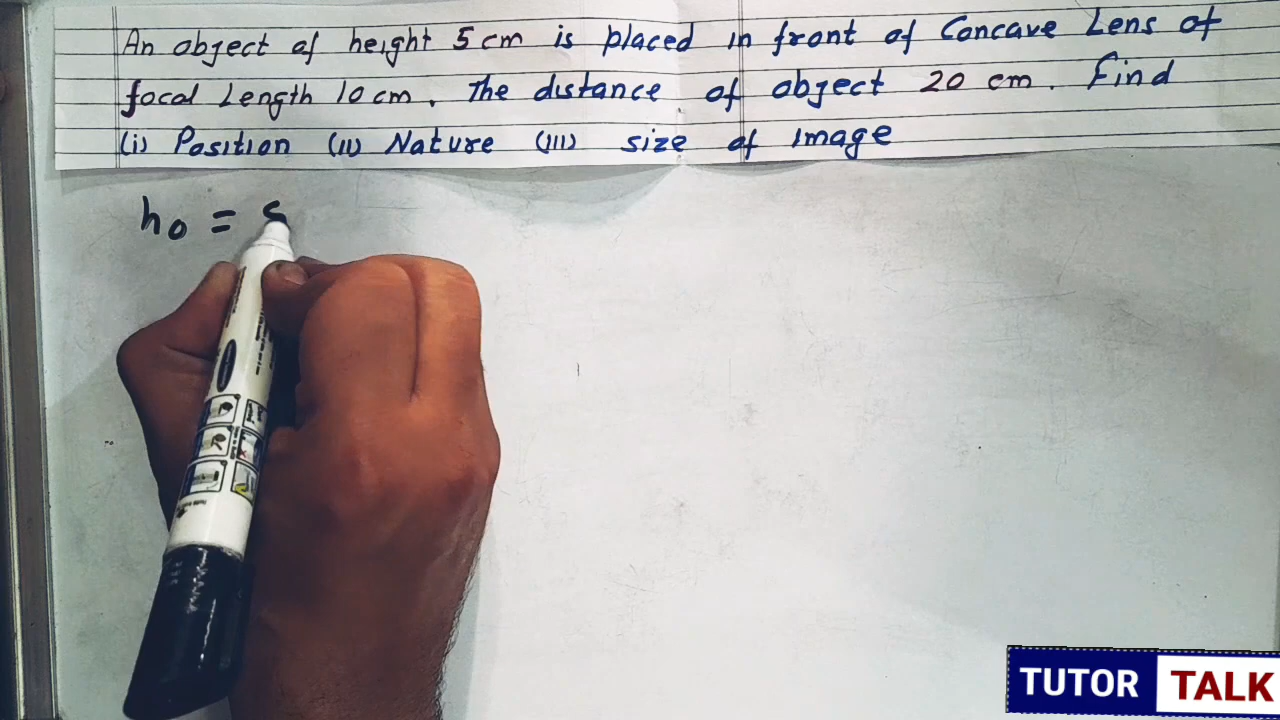 An object of height 5 cm is placed in front of Concave Lens of
focal Length 10 cm. The distance of object 20 cm. Find
(i) Position (ii) Nature (iii) size of image
h₀ =
TUTOR TALK